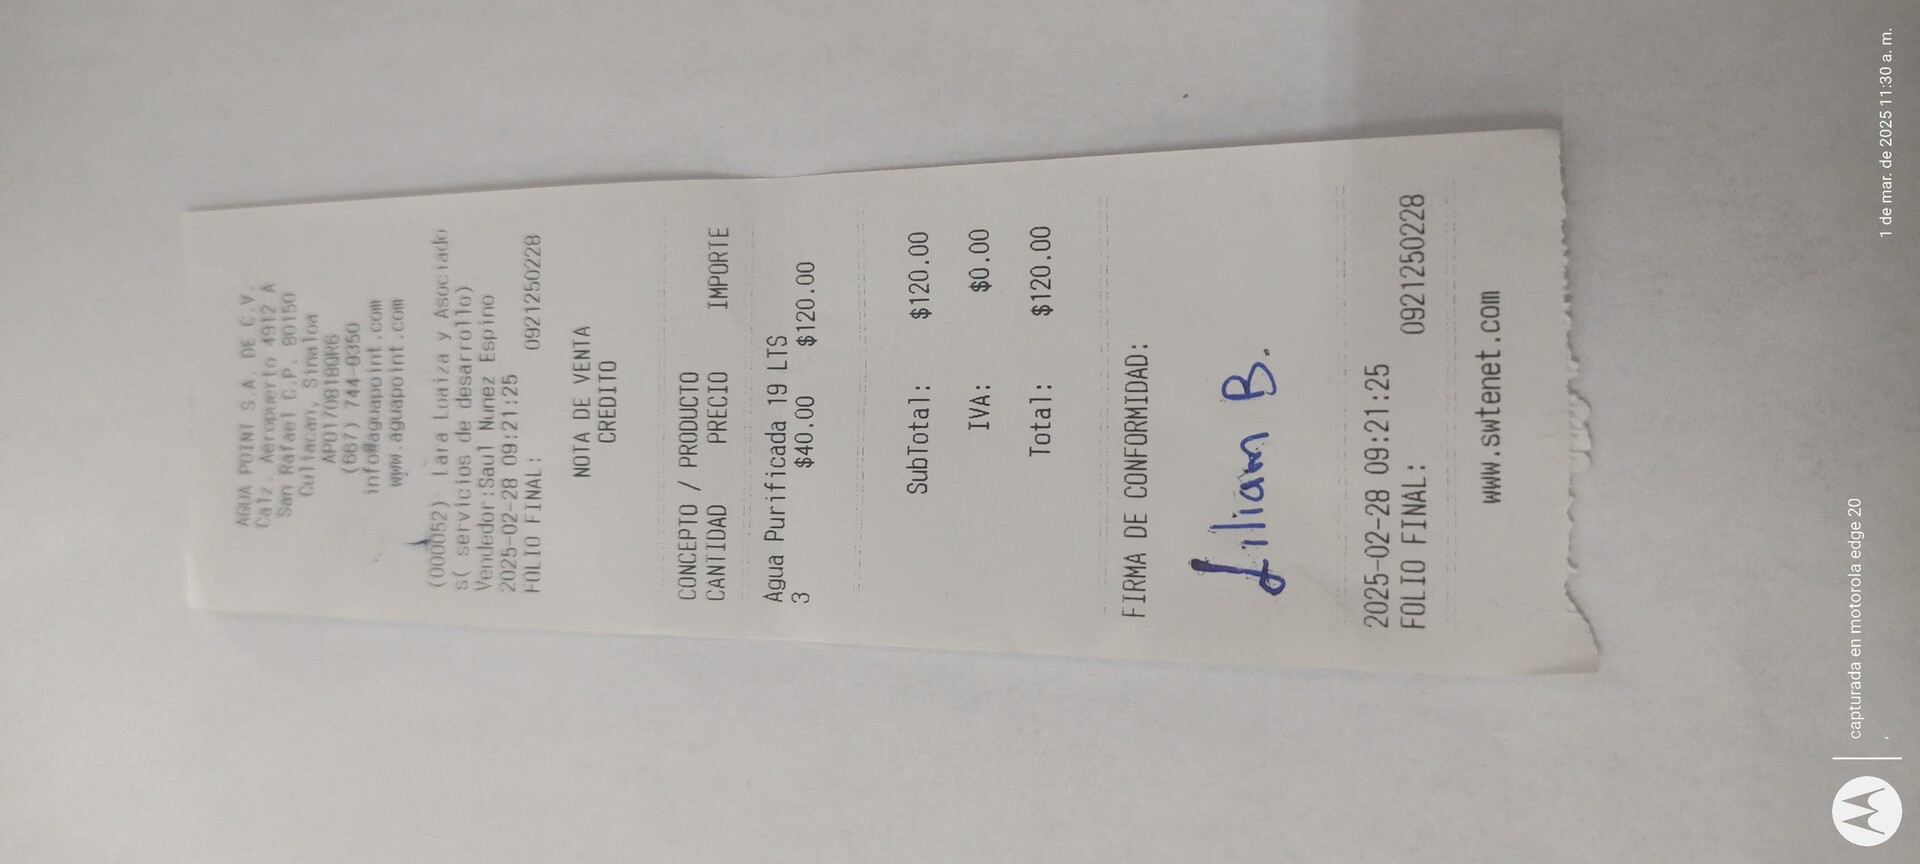 AGUA POINT S.A. DE C.V.
Calz. Aeropuerto 4912 A
San Rafael C.P. 80150
Culiacan, Sinaloa
APO170818QR6
(667) 744-0350
info@aguapoint.com
www.aguapoint.com
(000052) Lara Loaiza y Asociado
s( servicios de desarrollo)
Vendedor:Saul Nunez Espino
2025-02-28 09:21:25
FOLIO FINAL: 0921250228
NOTA DE VENTA
CREDITO
CONCEPTO / PRODUCTO
CANTIDAD PRECIO IMPORTE
Agua Purificada 19 LTS
3 $40.00 $120.00
SubTotal: $120.00
IVA: $0.00
Total: $120.00
FIRMA DE CONFORMIDAD:
Liliam B.
2025-02-28 09:21:25
FOLIO FINAL: 0921250228
www.swtenet.com
capturada en motorola edge 20
1 de mar. de 2025 11:30 a. m.